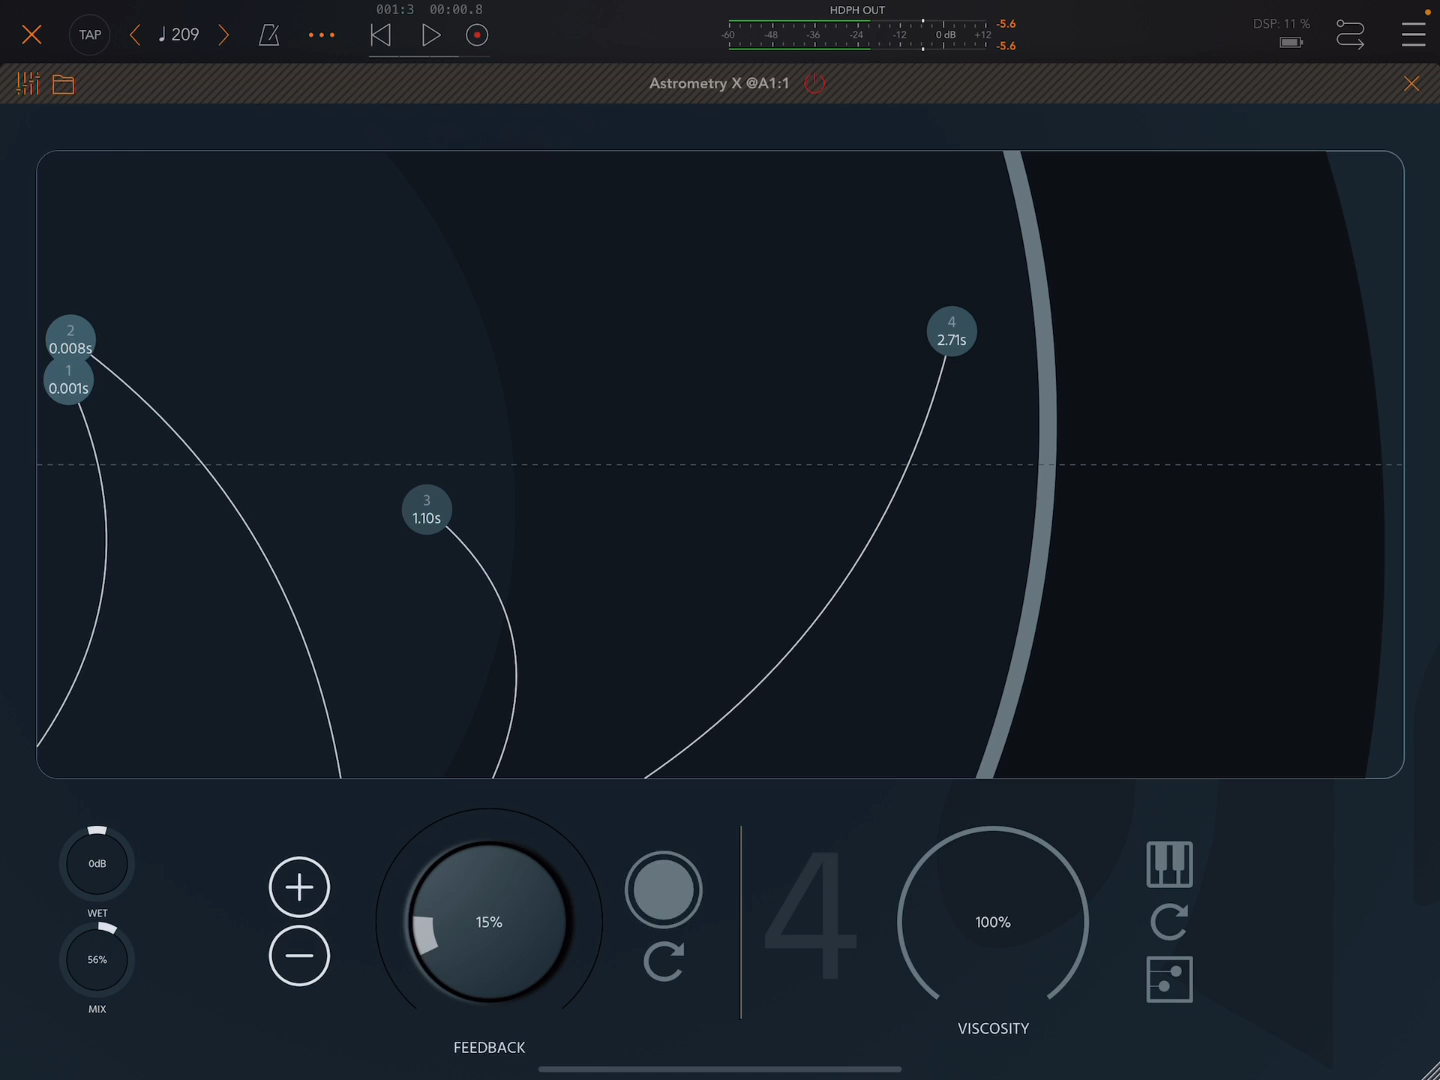 001:3 00:00.8
HDPH OUT
TAP
209
-60 -48 -36 -24 -12 0 dB +12
-5.6
-5.6
DSP: 11 %
Astrometry X @A1:1
2
0.008s
1
0.001s
4
2.71s
3
1.10s
0dB
WET
56%
MIX
15%
FEEDBACK
4
100%
VISCOSITY